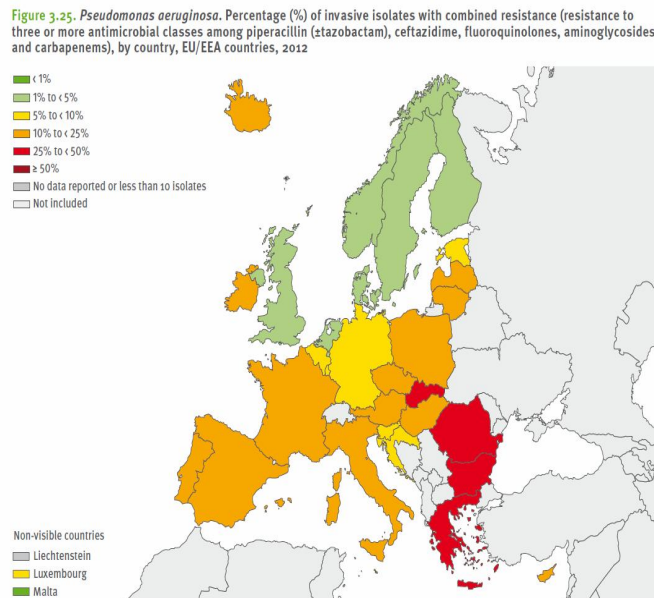 Figure 3.25. Pseudomonas aeruginosa. Percentage (%) of invasive isolates with combined resistance (resistance to
three or more antimicrobial classes among piperacillin (±tazobactam), ceftazidime, fluoroquinolones, aminoglycosides
and carbapenems), by country, EU/EEA countries, 2012
< 1%
1% to < 5%
5% to < 10%
10% to < 25%
25% to < 50%
≥ 50%
No data reported or less than 10 isolates
Not included
Non-visible countries
Liechtenstein
Luxembourg
Malta